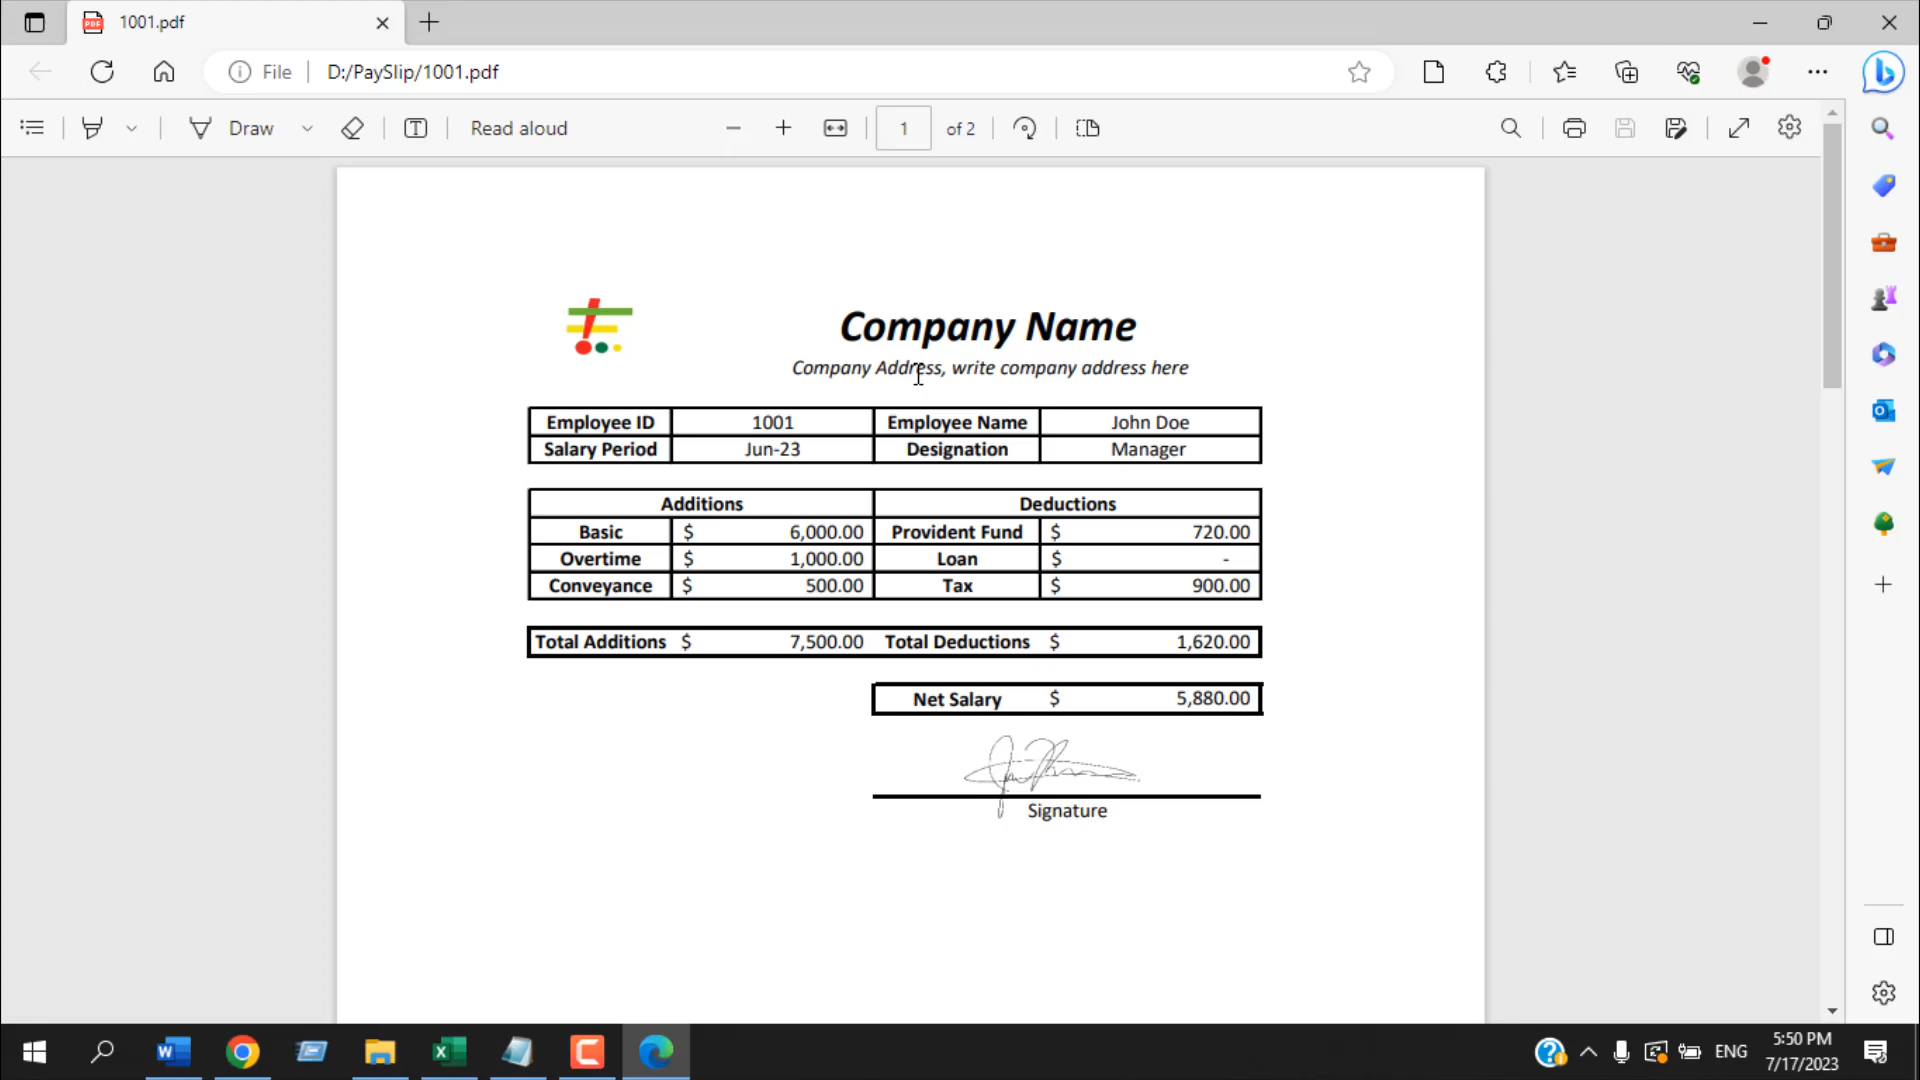 1001.pdf
File D:/PaySlip/1001.pdf
Draw Read aloud 1 of 2
Company Name
Company Address, write company address here
Employee ID 1001 Employee Name John Doe
Salary Period Jun-23 Designation Manager
Additions Deductions
Basic $ 6,000.00 Provident Fund $ 720.00
Overtime $ 1,000.00 Loan $ -
Conveyance $ 500.00 Tax $ 900.00
Total Additions $ 7,500.00 Total Deductions $ 1,620.00
Net Salary $ 5,880.00
Signature
ENG
5:50 PM
7/17/2023